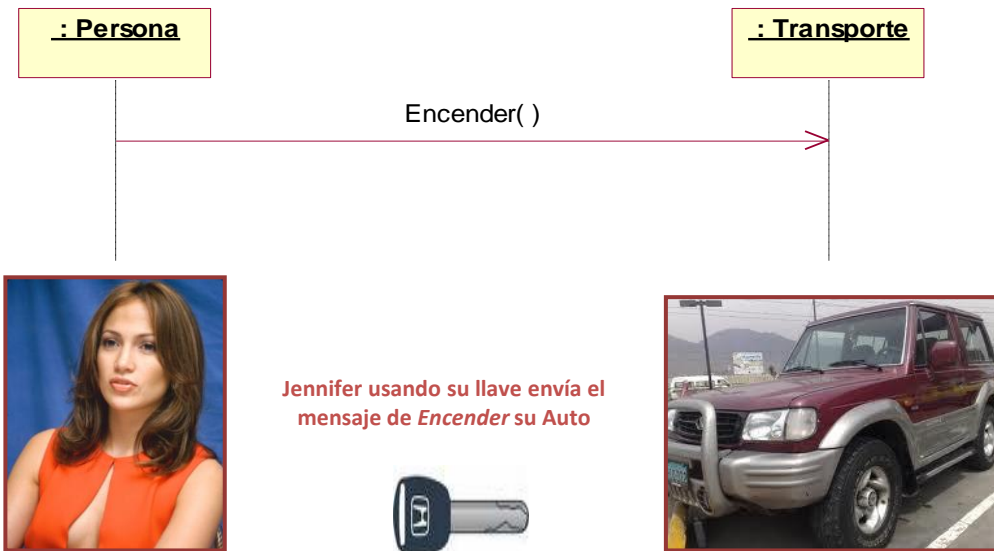 : Persona
: Transporte
Encender( )
Jennifer usando su llave envía el
mensaje de Encender su Auto